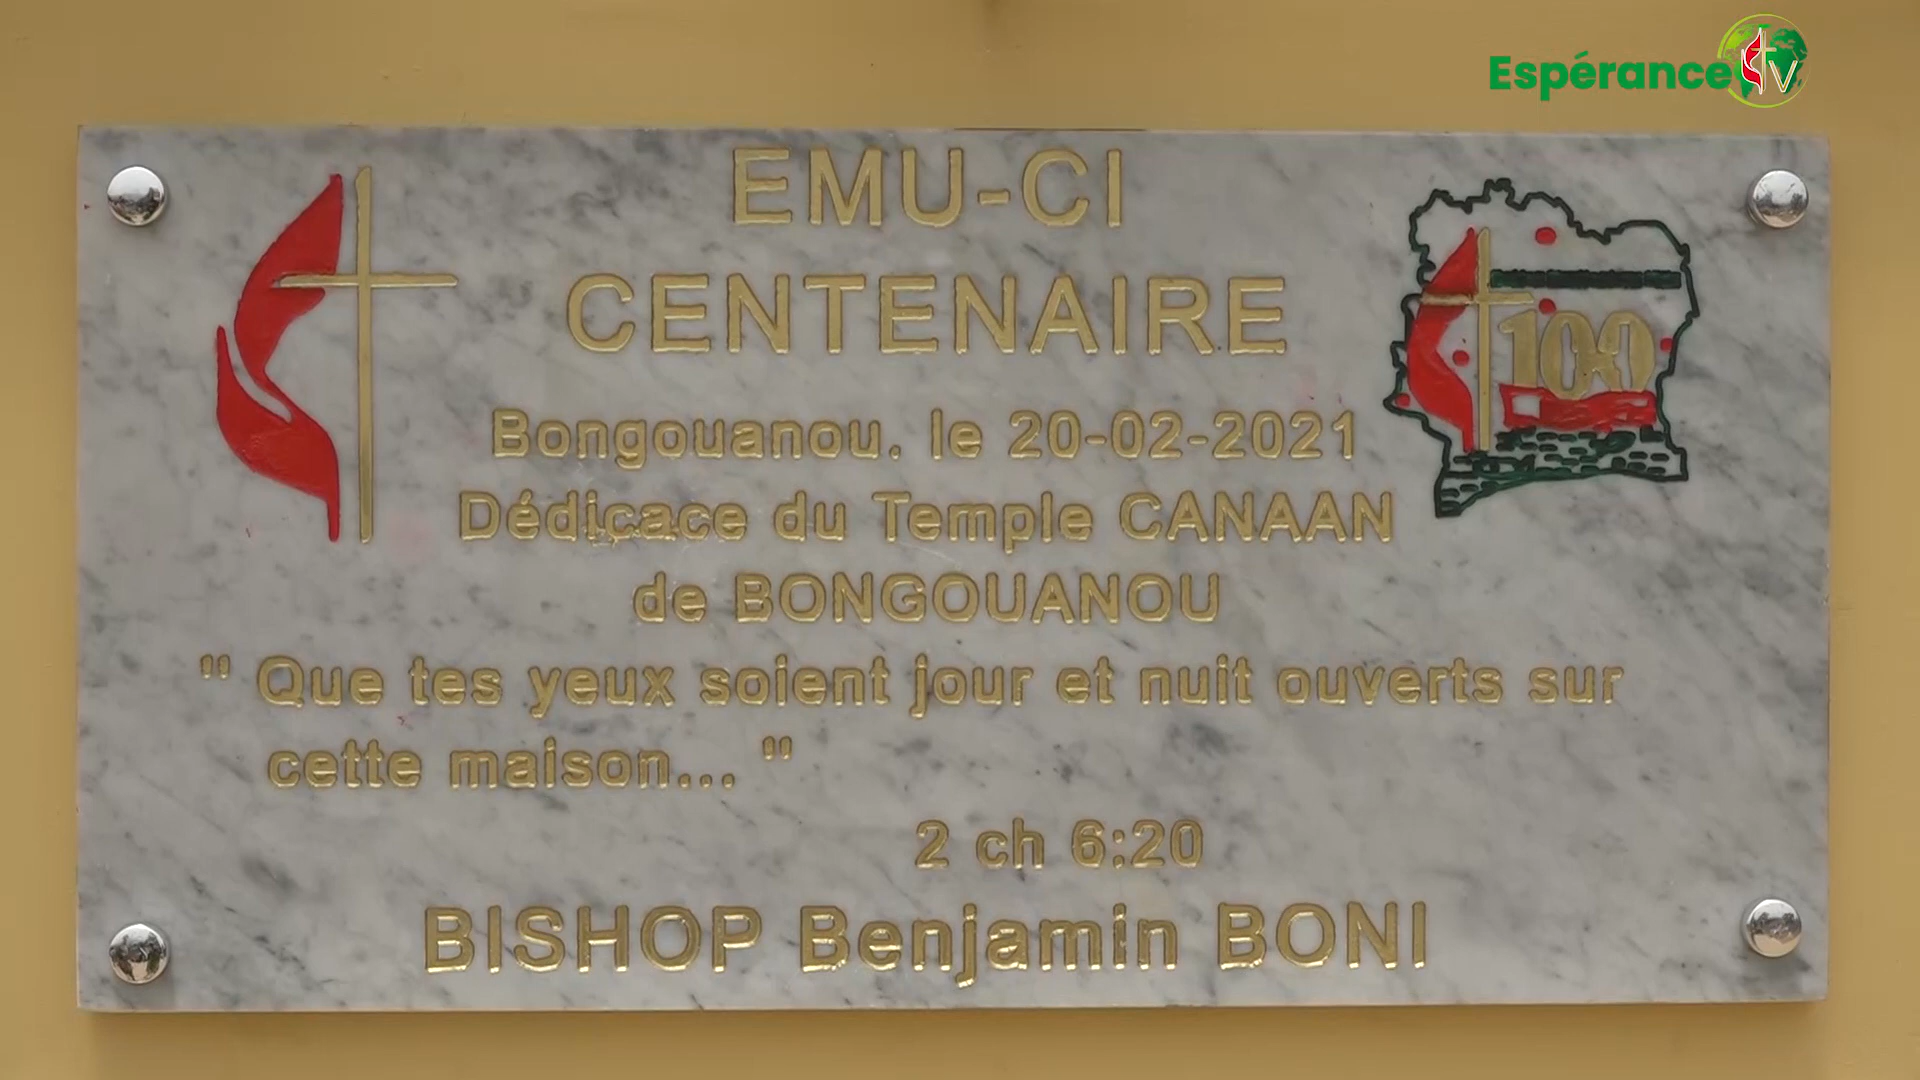 Espérance TV
EMU-CI
CENTENAIRE
100
Bongouanou. le 20-02-2021
Dédicace du Temple CANAAN
de BONGOUANOU
" Que tes yeux soient jour et nuit ouverts sur
cette maison... "
2 ch 6:20
BISHOP Benjamin BONI